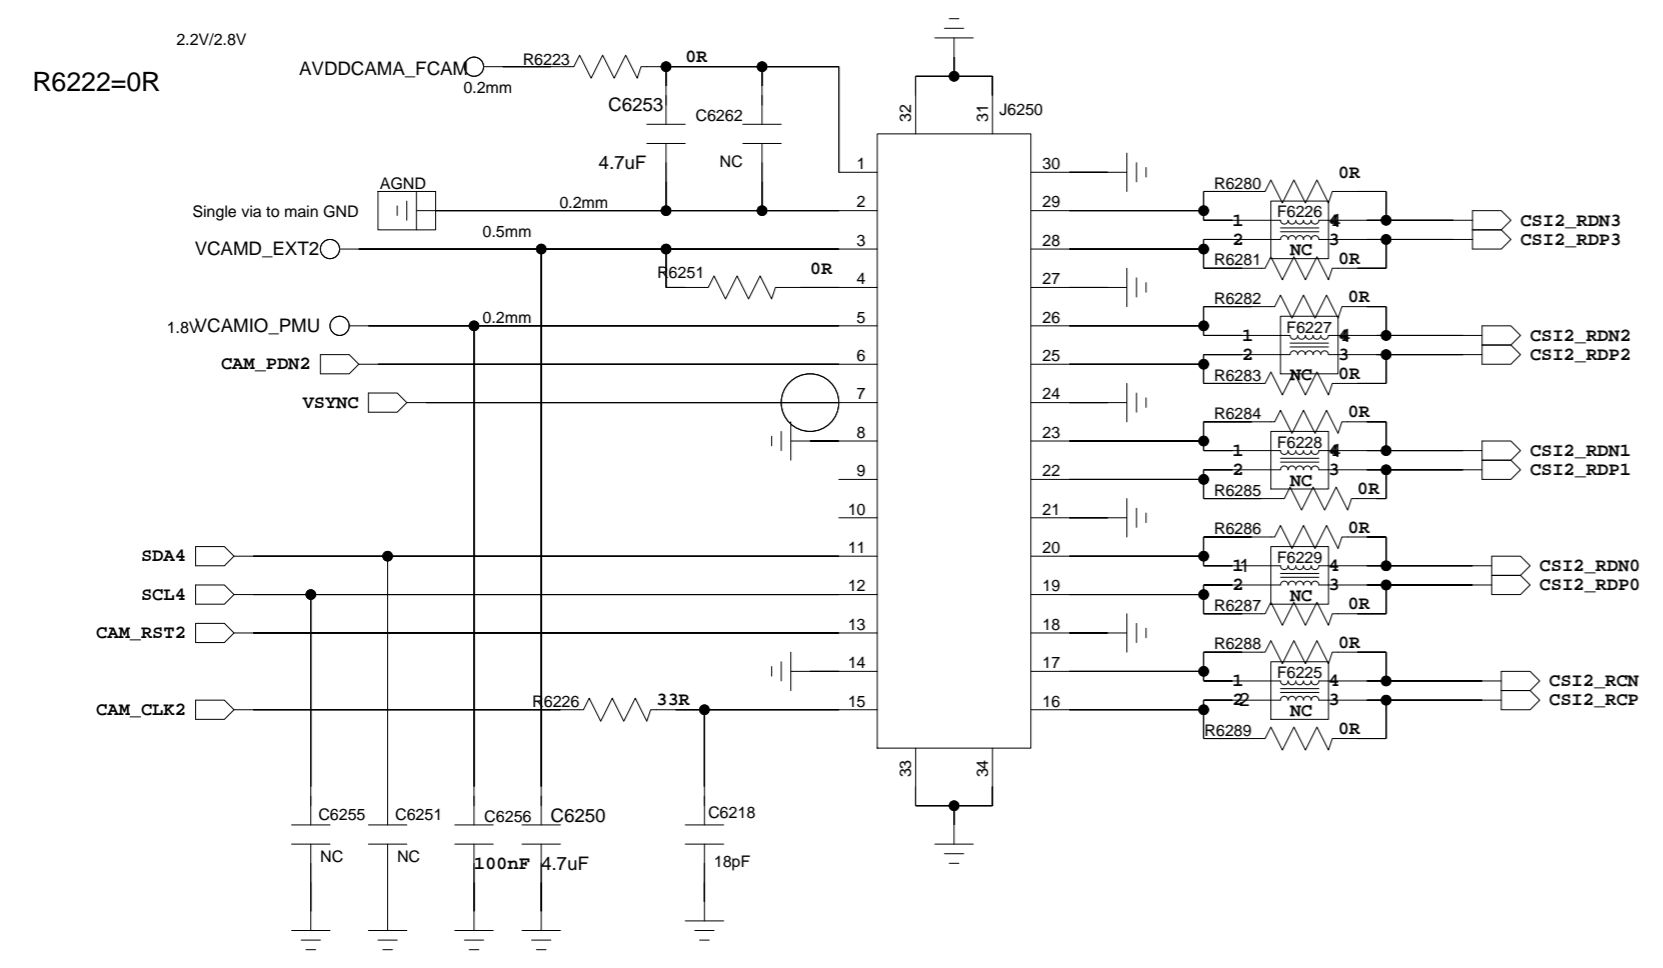 2.2V/2.8V
R6222=0R
AVDDCAMA_FCAM
0.2mm
R6223
0R
C6253
4.7uF
C6262
NC
AGND
Single via to main GND
0.2mm
VCAMD_EXT2
0.5mm
R6251
0R
1.8V
VCAMIO_PMU
0.2mm
CAM_PDN2
VSYNC
SDA4
SCL4
CAM_RST2
CAM_CLK2
R6226
33R
C6255
NC
C6251
NC
C6256
100nF
C6250
4.7uF
C6218
18pF
J6250
32
31
1
2
3
4
5
6
7
8
9
10
11
12
13
14
15
30
29
28
27
26
25
24
23
22
21
20
19
18
17
16
33
34
R6280
0R
1
F6226
4
2
NC
3
R6281
0R
CSI2_RDN3
CSI2_RDP3
R6282
0R
1
F6227
4
2
NC
3
R6283
0R
CSI2_RDN2
CSI2_RDP2
R6284
0R
1
F6228
4
2
NC
3
R6285
0R
CSI2_RDN1
CSI2_RDP1
R6286
0R
1
1
F6229
4
2
NC
3
R6287
0R
CSI2_RDN0
CSI2_RDP0
R6288
0R
1
F6225
4
2
2
NC
3
R6289
0R
CSI2_RCN
CSI2_RCP